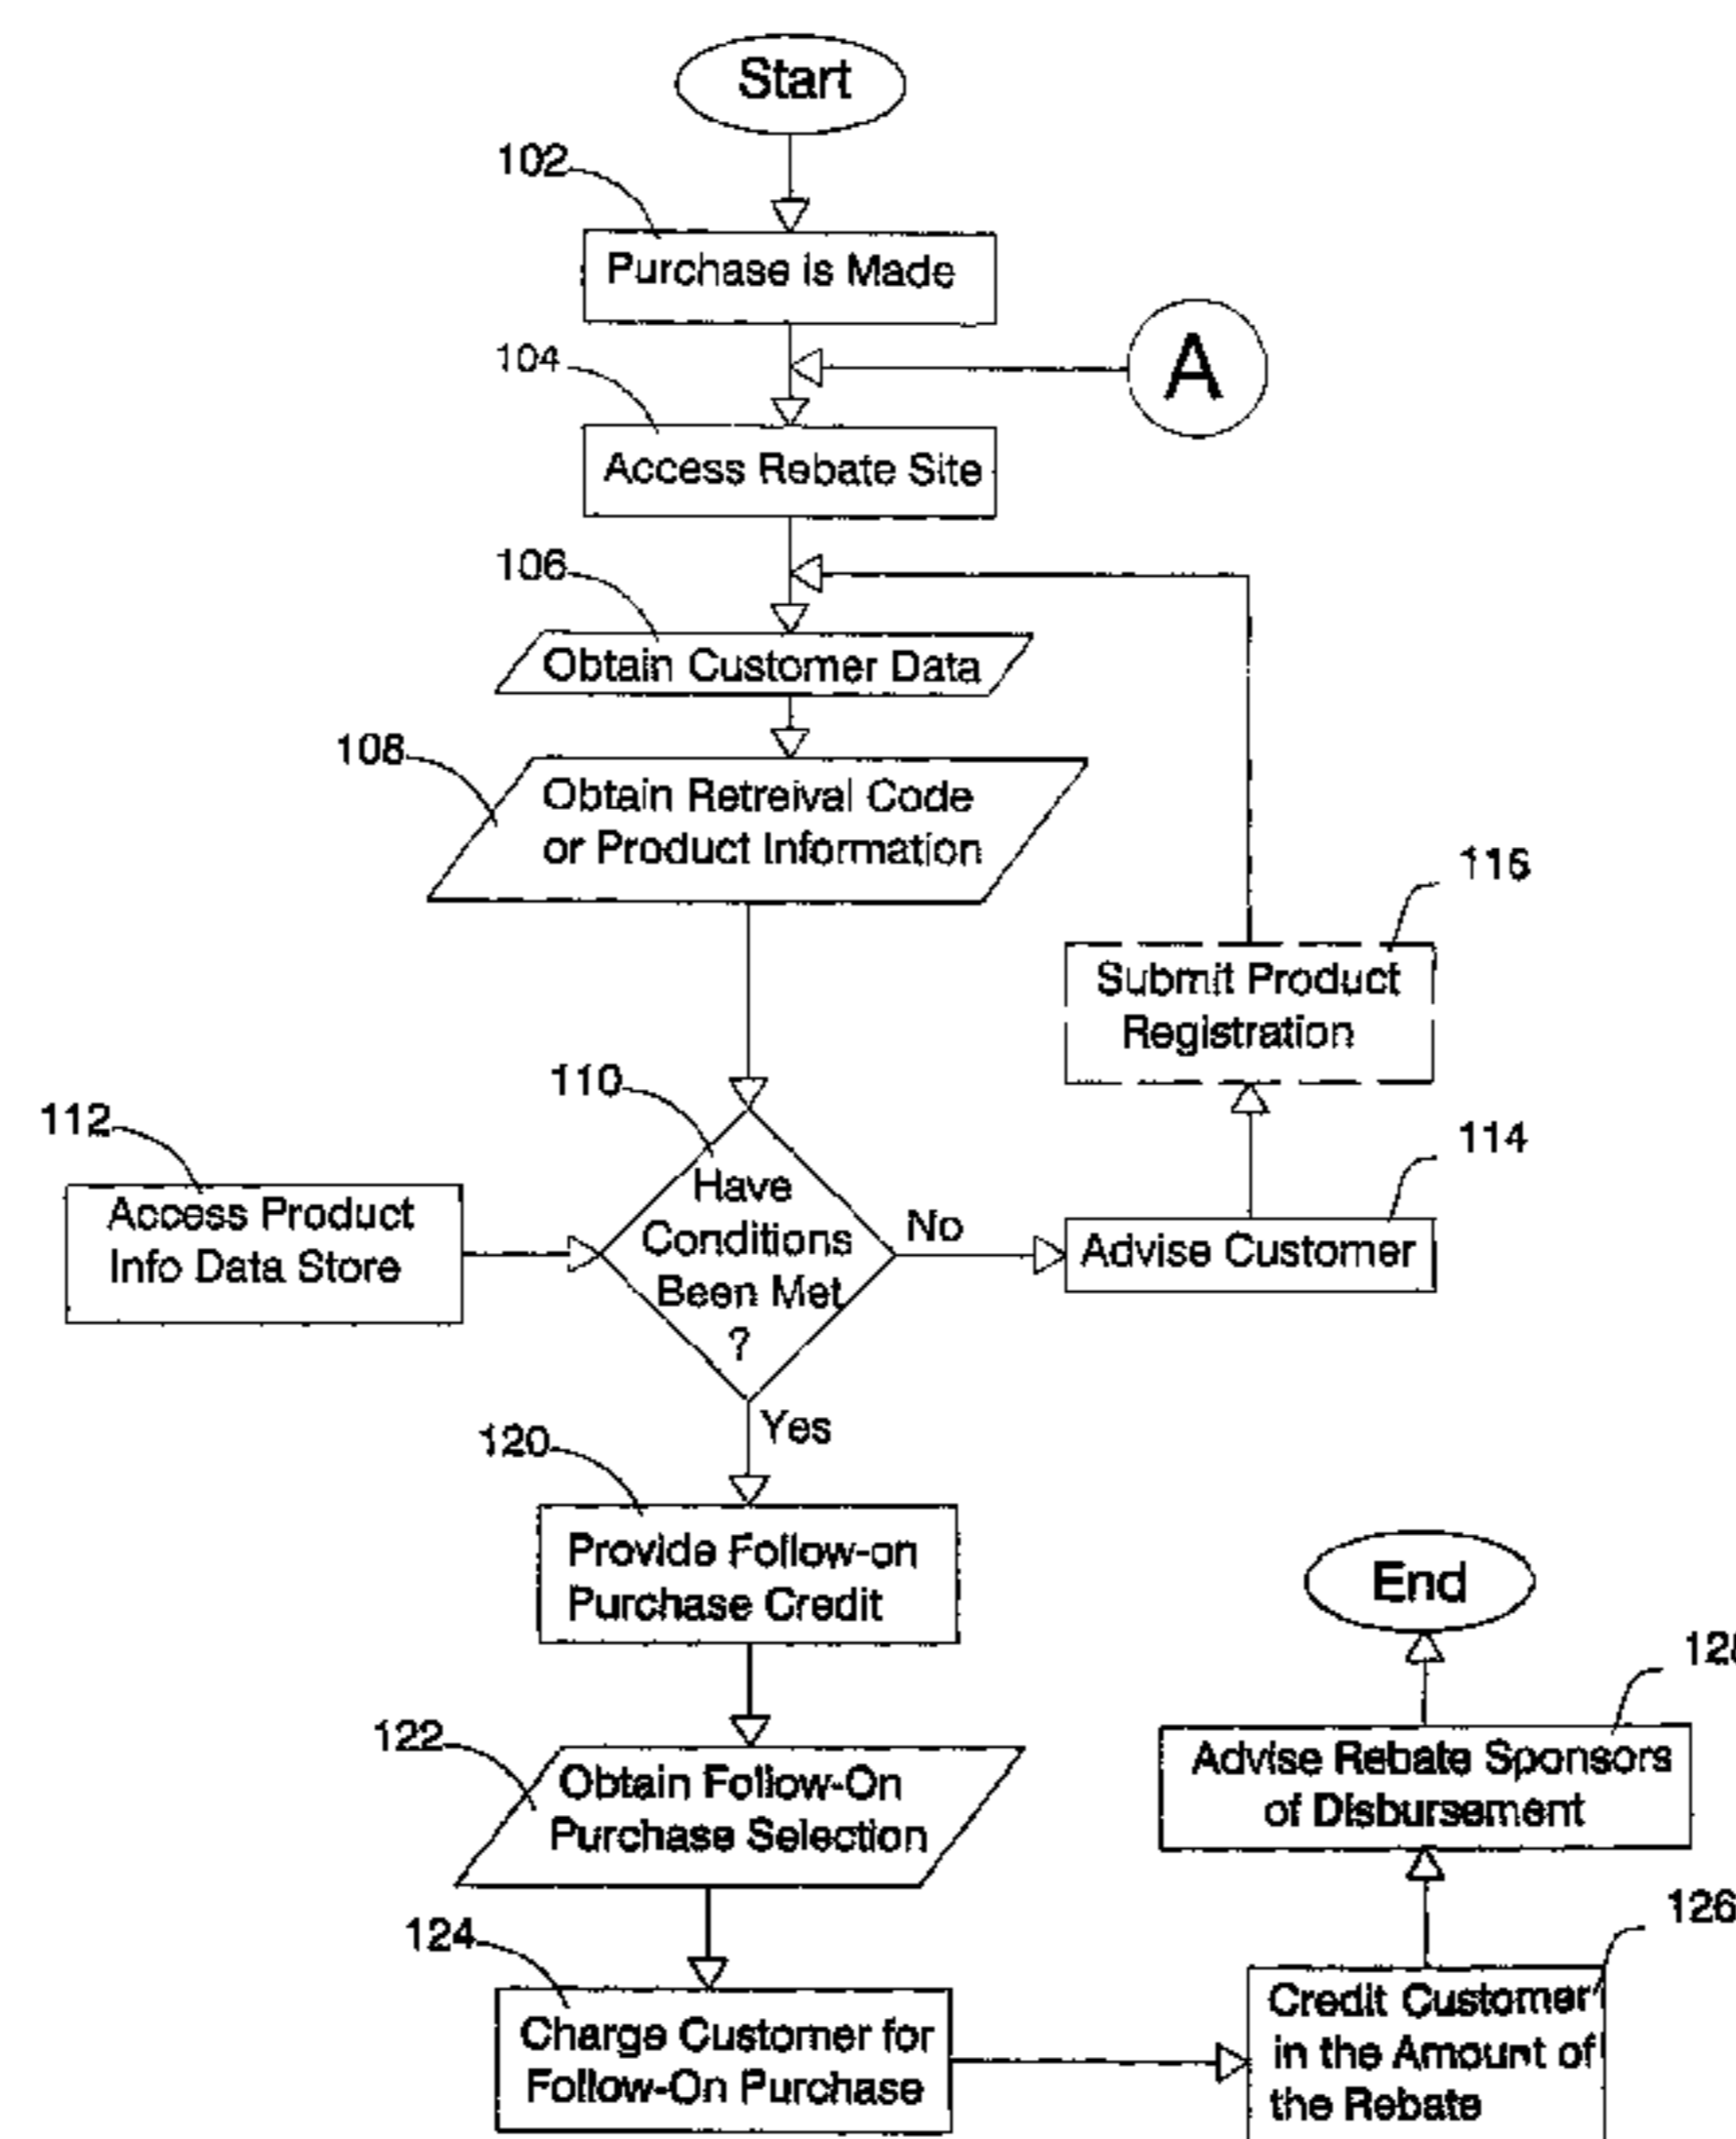 Start
102
Purchase is Made
A
104
Access Rebate Site
106
Obtain Customer Data
108
Obtain Retreival Code
or Product Information
116
Submit Product
Registration
110
112
114
Have
Conditions
Been Met
?
Access Product
Info Data Store
No
Advise Customer
Yes
120
Provide Follow-on
Purchase Credit
End
122
Obtain Follow-On
Purchase Selection
Advise Rebate Sponsors
of Disbursement
124
126
Charge Customer for
Follow-On Purchase
Credit Customer
in the Amount of
the Rebate